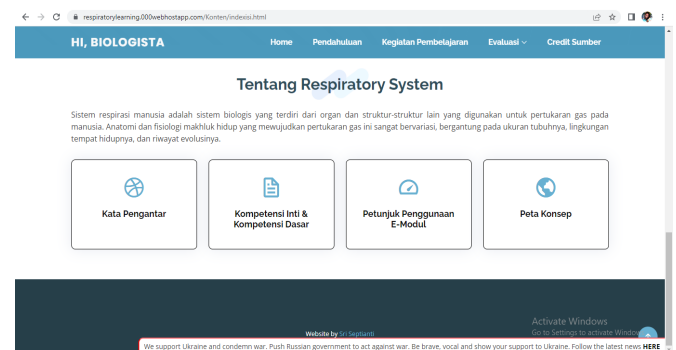 respiratorylearning.000webhostapp.com/Konten/indexisi.html
HI, BIOLOGISTA
Home Pendahuluan Kegiatan Pembelajaran Evaluasi Credit Sumber
Tentang Respiratory System
Sistem respirasi manusia adalah sistem biologis yang terdiri dari organ dan struktur-struktur lain yang digunakan untuk pertukaran gas pada
manusia. Anatomi dan fisiologi makhluk hidup yang mewujudkan pertukaran gas ini sangat bervariasi, bergantung pada ukuran tubuhnya, lingkungan
tempat hidupnya, dan riwayat evolusinya.
Kata Pengantar
Kompetensi Inti &
Kompetensi Dasar
Petunjuk Penggunaan
E-Modul
Peta Konsep
Activate Windows
Go to Settings to activate Windows
Website by Sri Septianti
We support Ukraine and condemn war. Push Russian government to act against war. Be brave, vocal and show your support to Ukraine. Follow the latest news HERE